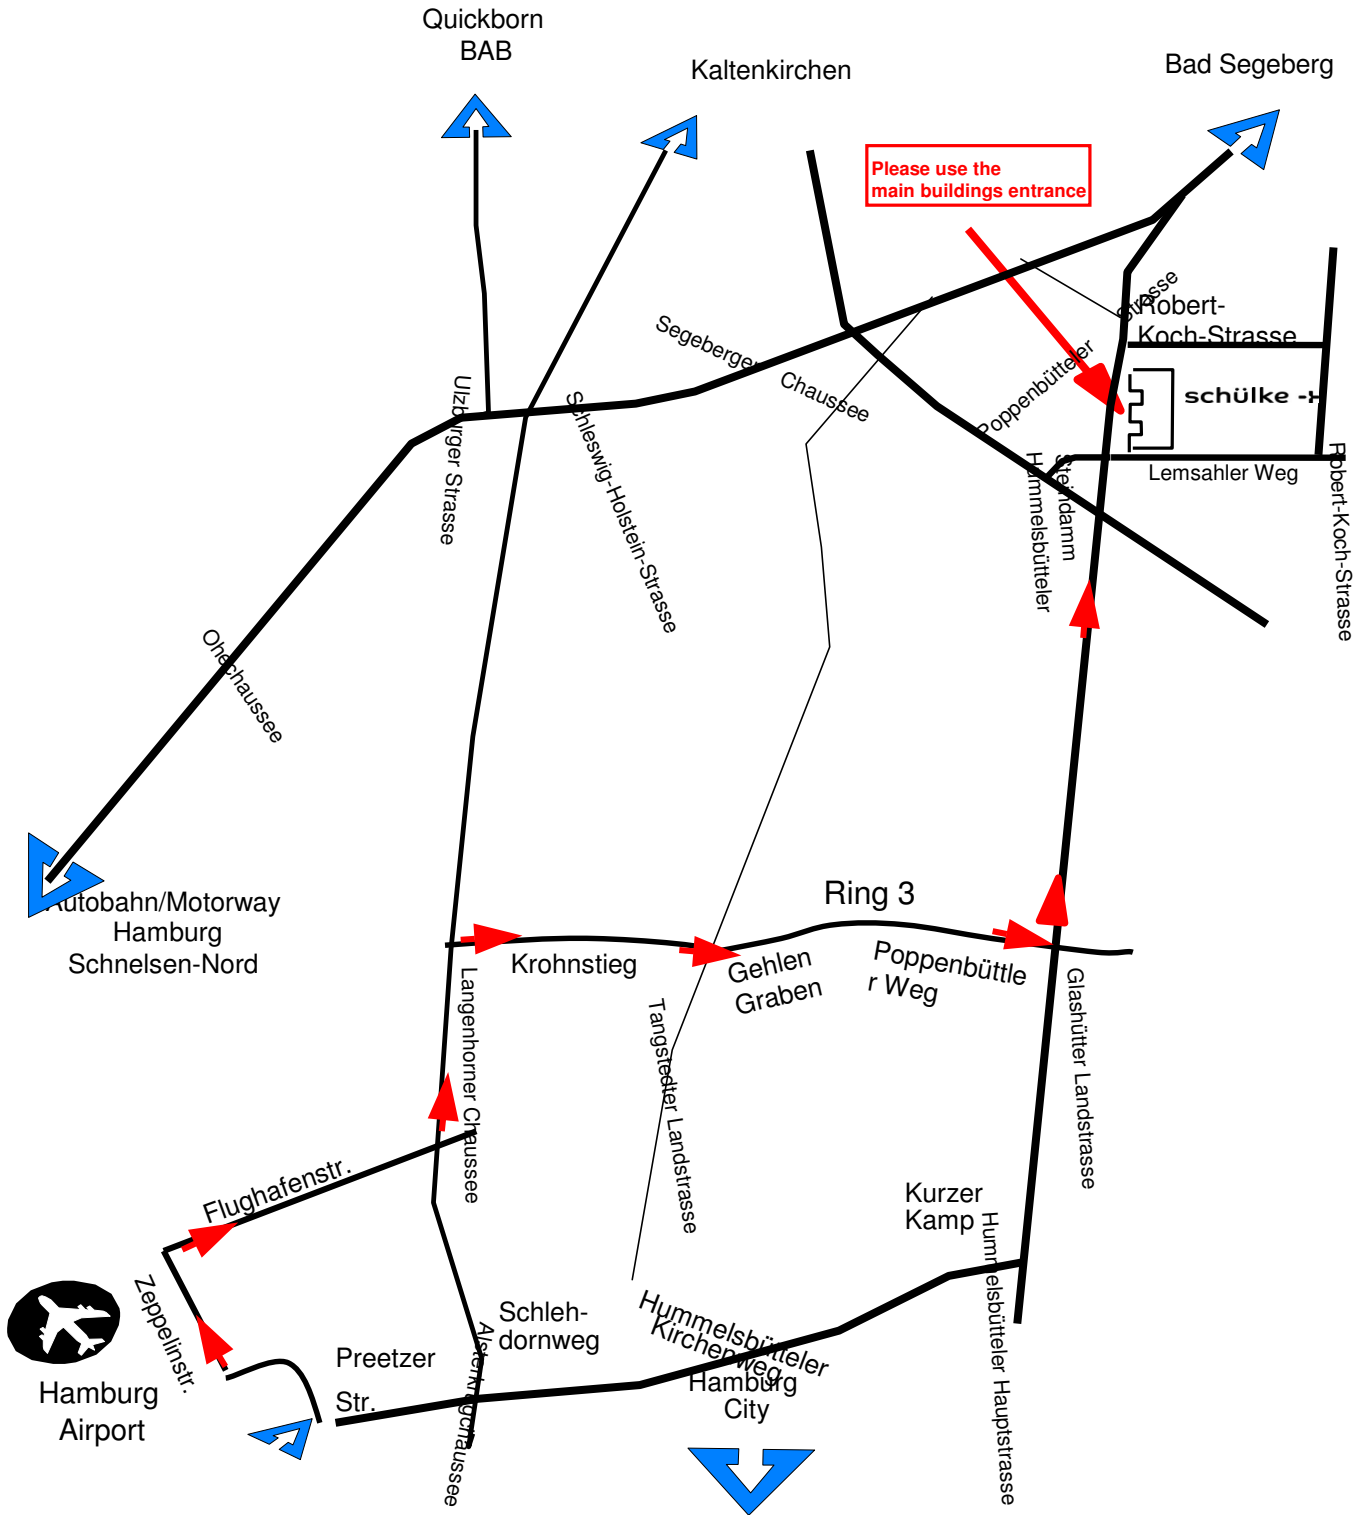 Quickborn
BAB
Kaltenkirchen
Bad Segeberg
Please use the
main buildings entrance
Segeberger
Chaussee
Poppenbütteler
Strasse
Robert-
Koch-Strasse
schülke -+
Lemsahler Weg
Robert-Koch-Strasse
Ulzburger Strasse
Schleswig-Holstein-Strasse
Steindamm
Hummelsbütteler
Ohechaussee
Autobahn/Motorway
Hamburg
Schnelsen-Nord
Ring 3
Krohnstieg
Gehlen
Graben
Poppenbüttle
r Weg
Langenhorner Chaussee
Tangstedter Landstrasse
Glashütter Landstrasse
Flughafenstr.
Zeppelinstr.
Kurzer
Kamp
Hummelsbütteler Hauptstrasse
Schleh-
dornweg
Hummelsbütteler
Kirchenweg
Preetzer
Str.
Alsterkrugchaussee
Hamburg
City
Hamburg
Airport